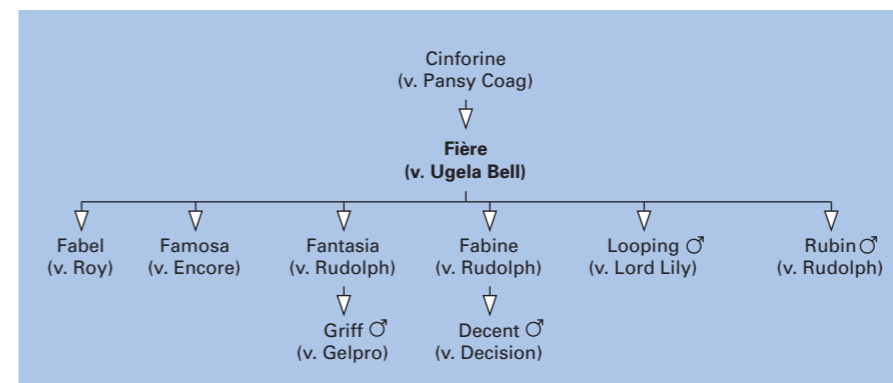 Cinforine
(v. Pansy Coag)
Fière
(v. Ugela Bell)
Fabel Famosa Fantasia Fabine Looping ♂ Rubin ♂
(v. Roy) (v. Encore) (v. Rudolph) (v. Rudolph) (v. Lord Lily) (v. Rudolph)
Griff ♂ Decent ♂
(v. Gelpro) (v. Decision)